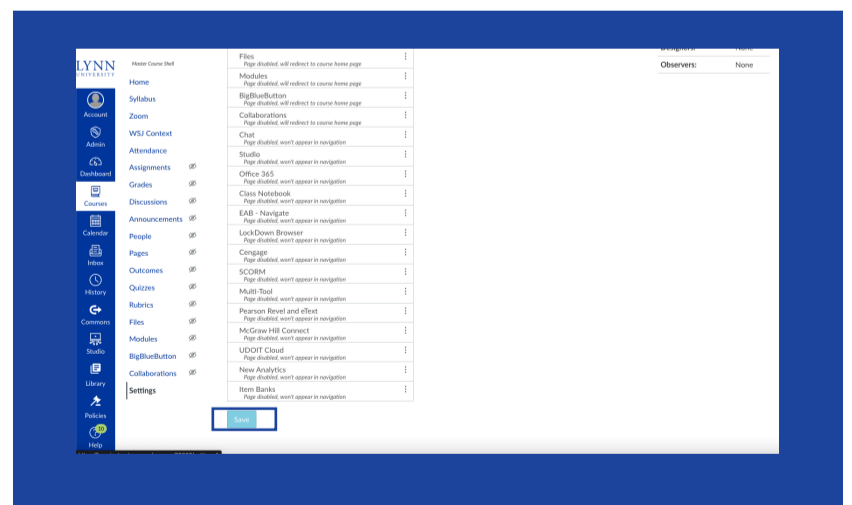 LYNN
UNIVERSITY
Account
Admin
Dashboard
Courses
Calendar
Inbox
History
Commons
Studio
Library
Policies
10
Help
Master Course Shell
Home
Syllabus
Zoom
WSJ Context
Attendance
Assignments
Grades
Discussions
Announcements
People
Pages
Outcomes
Quizzes
Rubrics
Files
Modules
BigBlueButton
Collaborations
Settings
Files
Page disabled, will redirect to course home page
Modules
Page disabled, will redirect to course home page
BigBlueButton
Page disabled, will redirect to course home page
Collaborations
Page disabled, will redirect to course home page
Chat
Page disabled, won't appear in navigation
Studio
Page disabled, won't appear in navigation
Office 365
Page disabled, won't appear in navigation
Class Notebook
Page disabled, won't appear in navigation
EAB - Navigate
Page disabled, won't appear in navigation
LockDown Browser
Page disabled, won't appear in navigation
Cengage
Page disabled, won't appear in navigation
SCORM
Page disabled, won't appear in navigation
Multi-Tool
Page disabled, won't appear in navigation
Pearson Revel and eText
Page disabled, won't appear in navigation
McGraw Hill Connect
Page disabled, won't appear in navigation
UDOIT Cloud
Page disabled, won't appear in navigation
New Analytics
Page disabled, won't appear in navigation
Item Banks
Page disabled, won't appear in navigation
Save
Designers: None
Observers: None